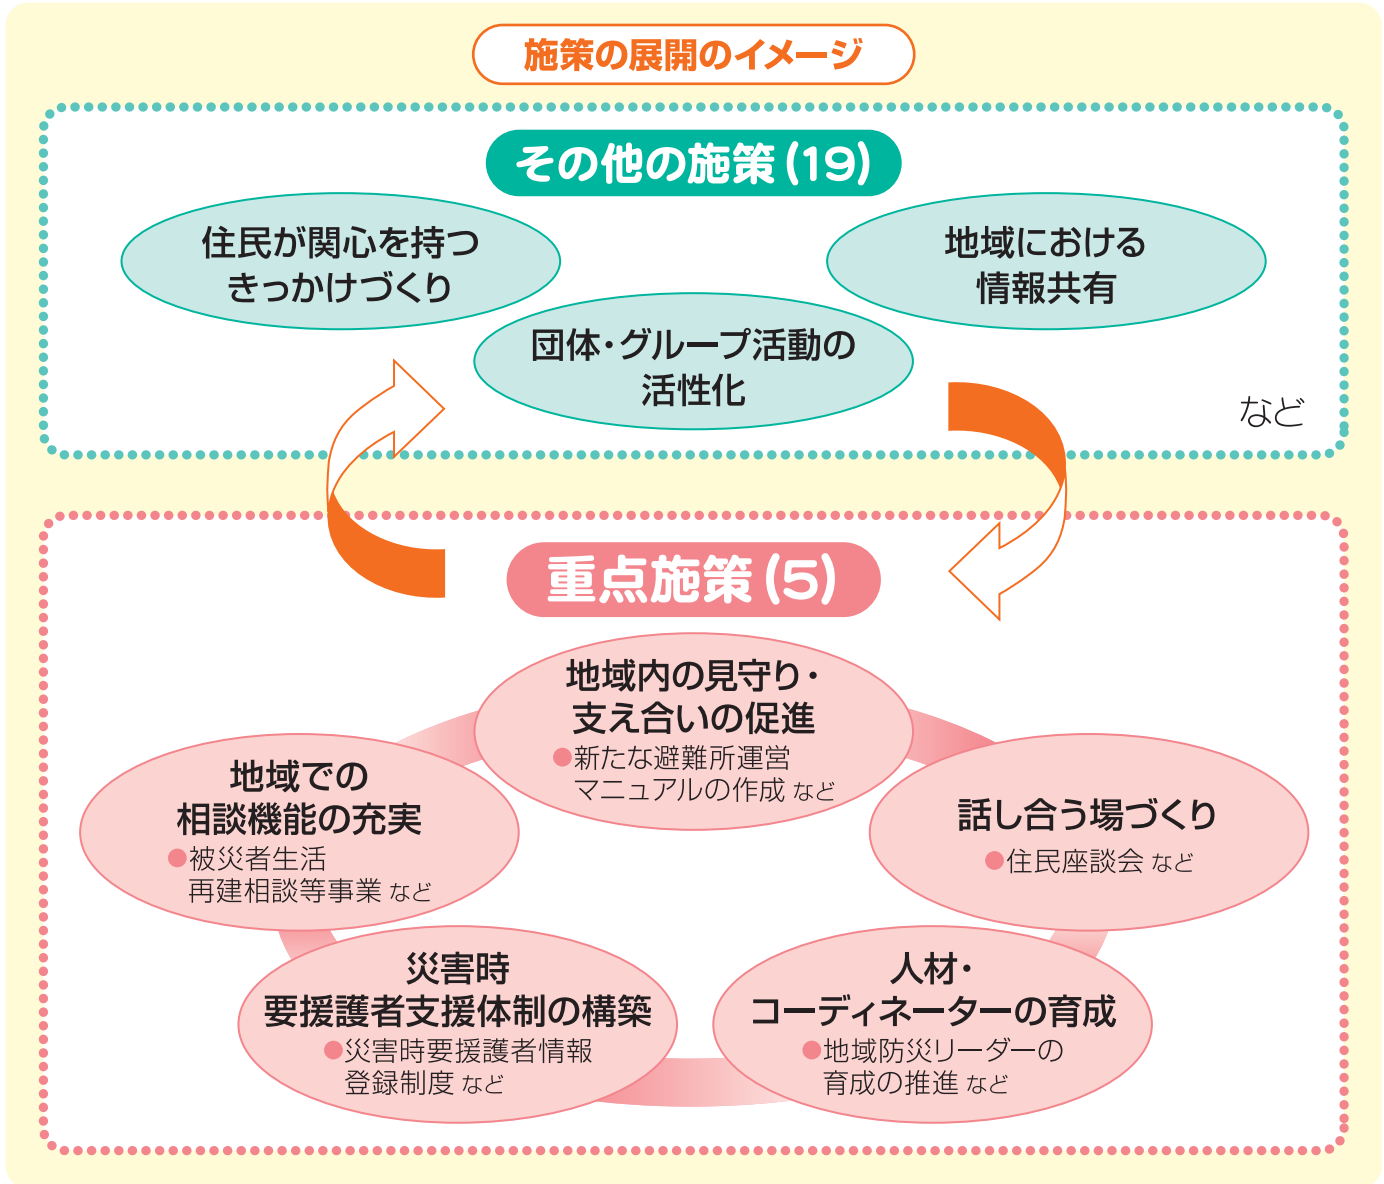 施策の展開のイメージ
その他の施策(19)
住民が関心を持つ
きっかけづくり
地域における
情報共有
団体・グループ活動の
活性化
など
重点施策(5)
地域内の見守り・
支え合いの促進
●新たな避難所運営
マニュアルの作成 など
地域での
相談機能の充実
●被災者生活
再建相談等事業 など
話し合う場づくり
●住民座談会 など
災害時
要援護者支援体制の構築
●災害時要援護者情報
登録制度 など
人材・
コーディネーターの育成
●地域防災リーダーの
育成の推進 など